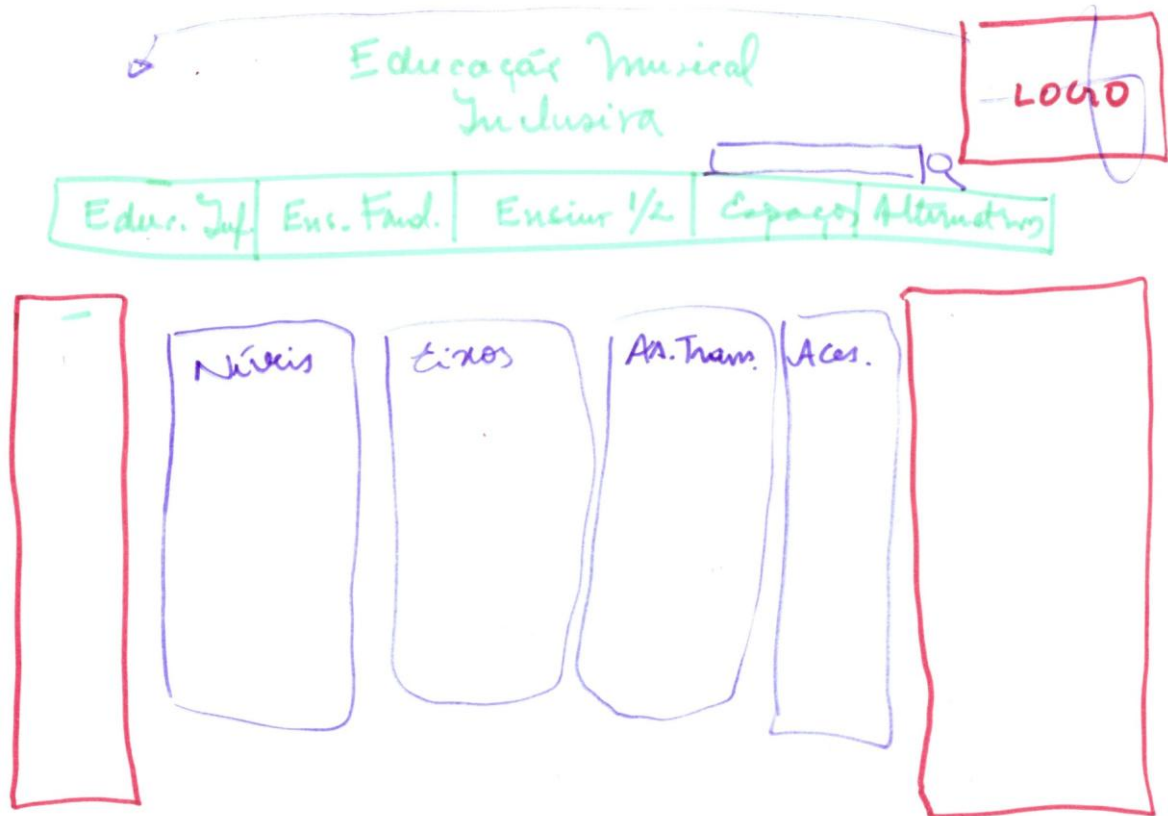 Educação Musical
Inclusiva
LOGO
Educ. Inf. Ens. Fund. Ensino 1/2 Espaços Alternativos
Níveis Eixos As. Trans. Aces.